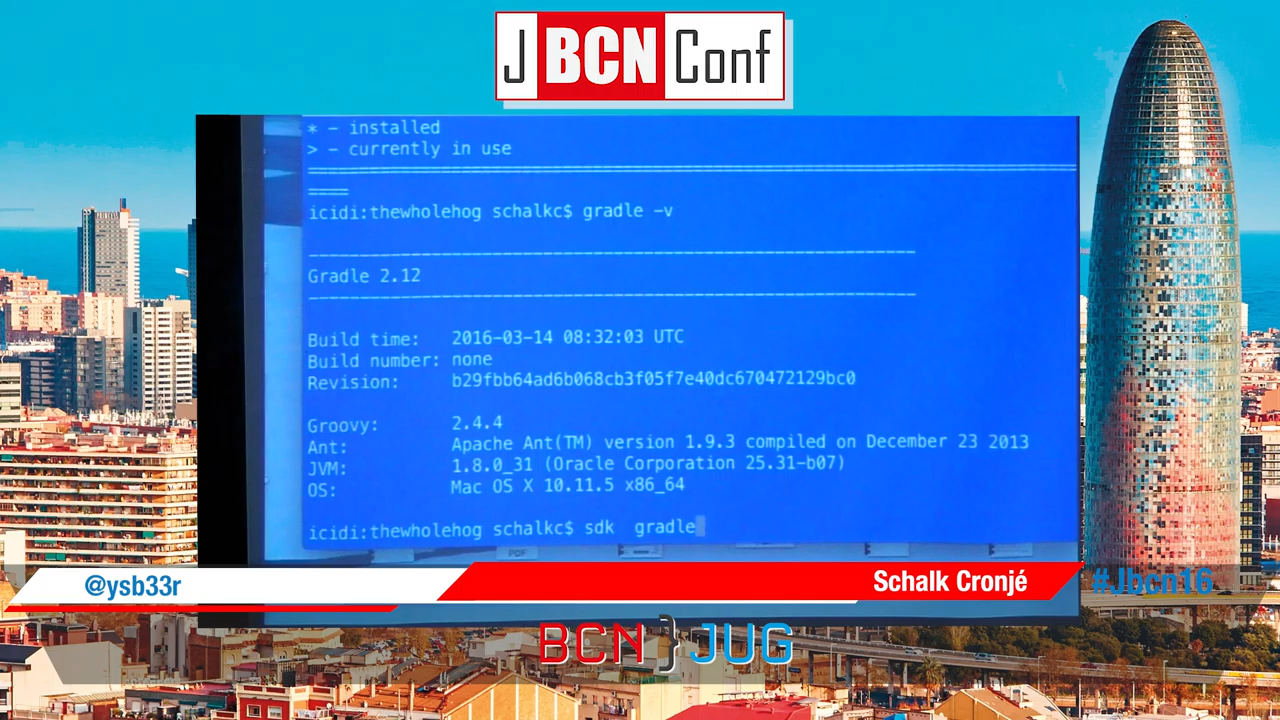 J BCN Conf
* - installed
> - currently in use
================================================================================
====
icidi:thewholehog schalkc$ gradle -v
------------------------------------------------------------
Gradle 2.12
------------------------------------------------------------
Build time:   2016-03-14 08:32:03 UTC
Build number: none
Revision:     b29fbb64ad6b068cb3f05f7e40dc670472129bc0
Groovy:       2.4.4
Ant:          Apache Ant(TM) version 1.9.3 compiled on December 23 2013
JVM:          1.8.0_31 (Oracle Corporation 25.31-b07)
OS:           Mac OS X 10.11.5 x86_64
icidi:thewholehog schalkc$ sdk  gradle
PDF
@ysb33r
Schalk Cronjé
#Jbcn16
BCN}JUG